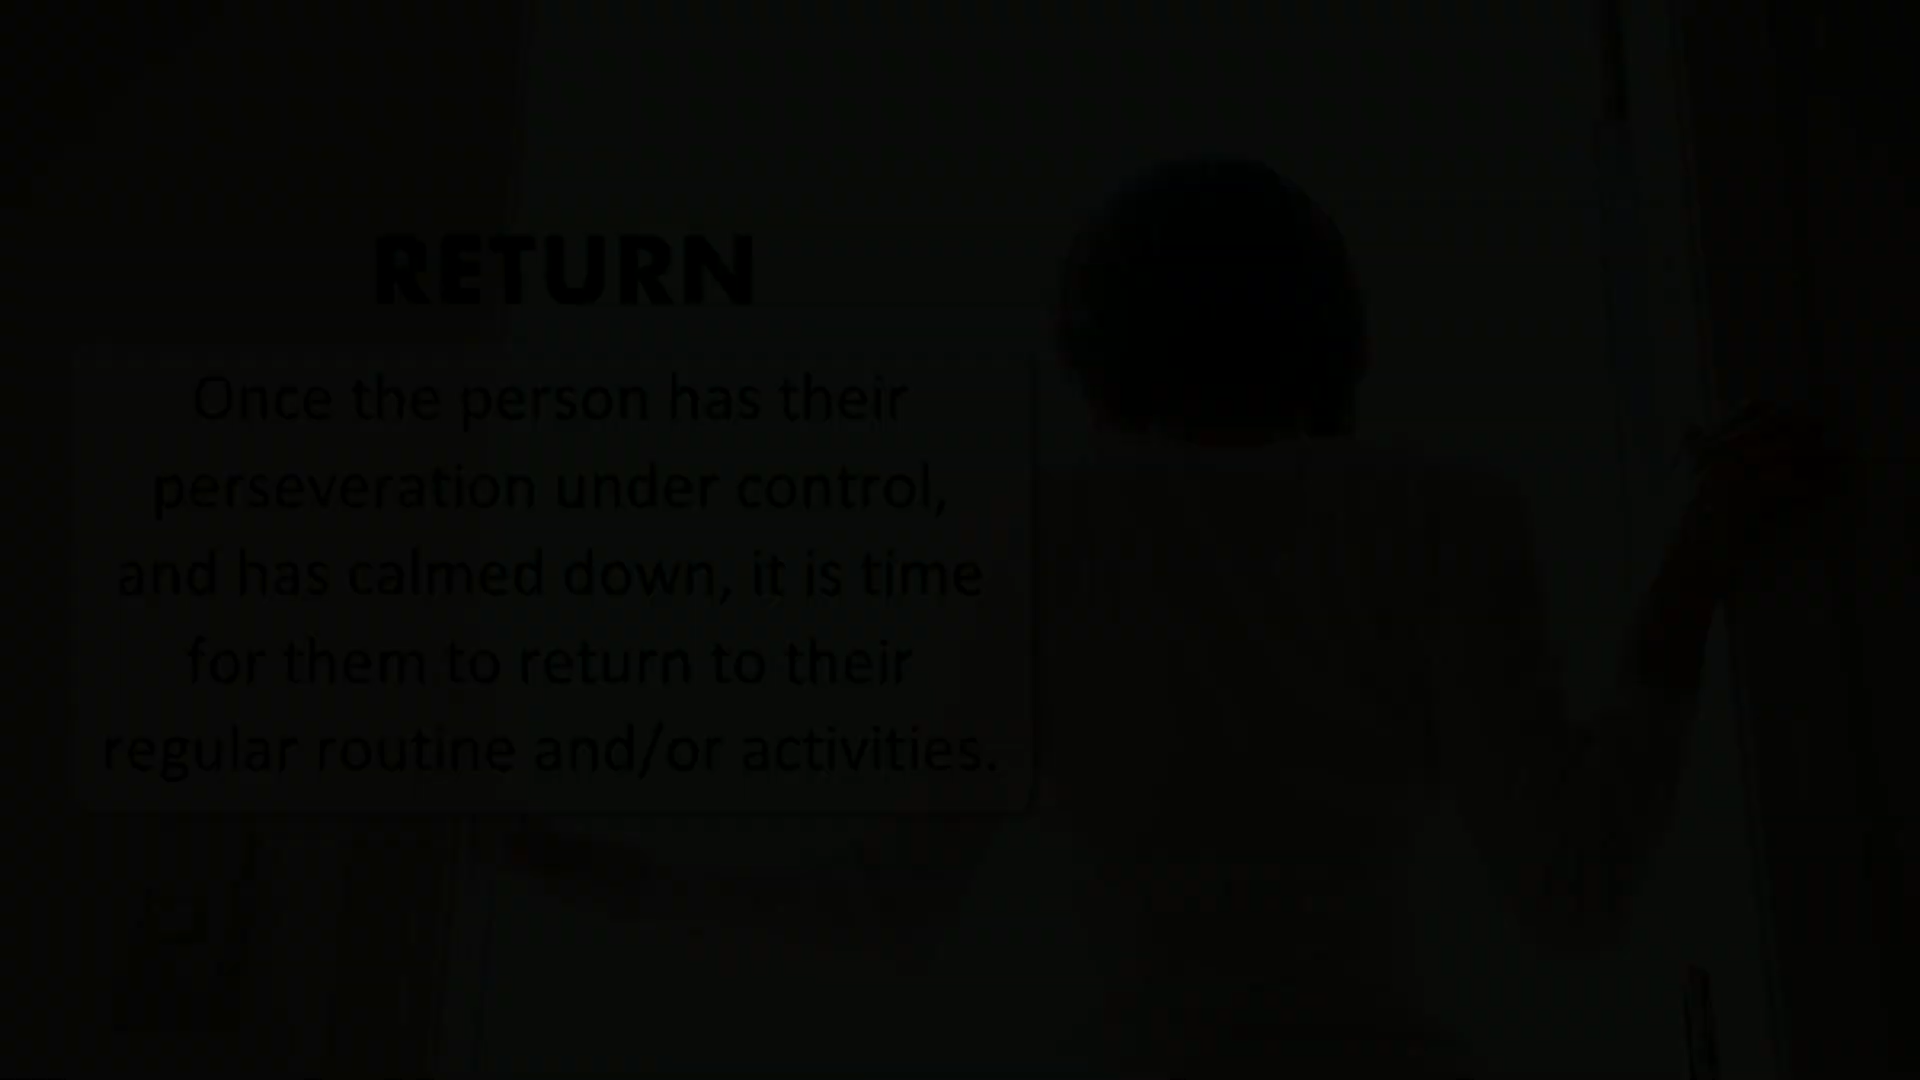 RETURN
Once the person has their
perseveration under control,
and has calmed down, it is time
for them to return to their
regular routine and/or activities.